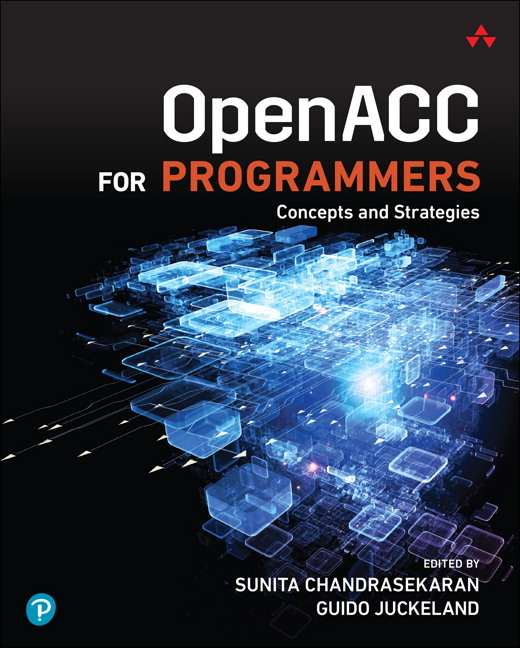 OpenACC
FOR PROGRAMMERS
Concepts and Strategies
EDITED BY
SUNITA CHANDRASEKARAN
GUIDO JUCKELAND
P